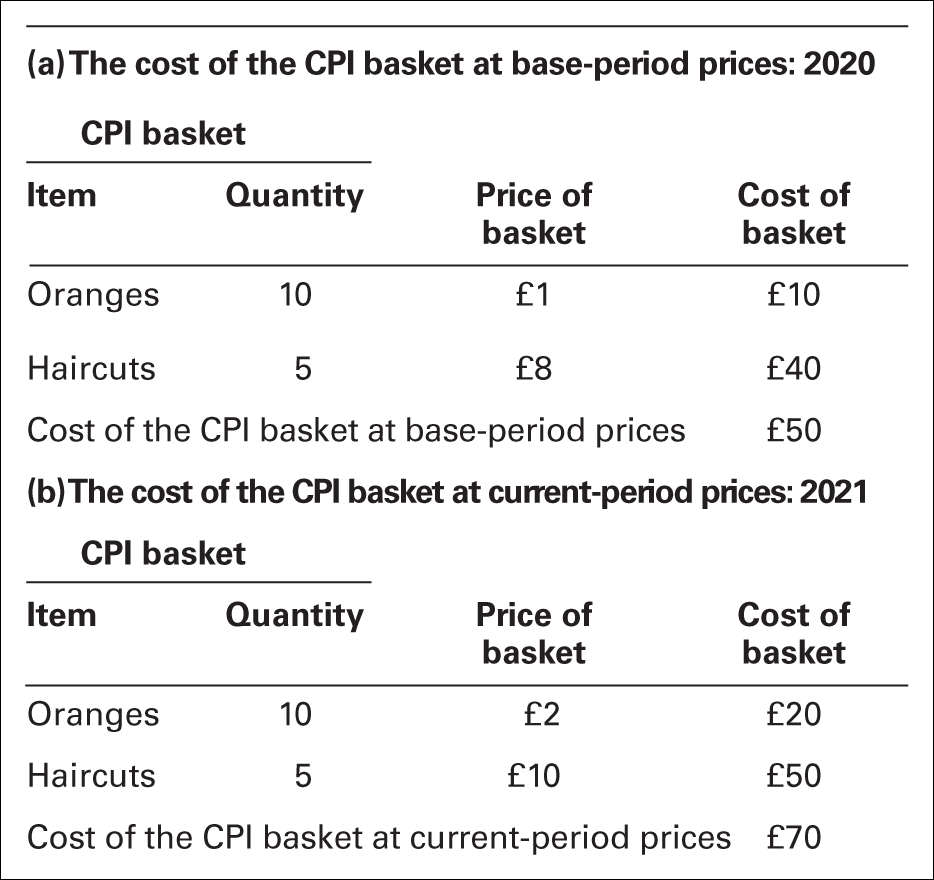 (a) The cost of the CPI basket at base-period prices: 2020
CPI basket
Item Quantity Price of basket Cost of basket
Oranges 10 £1 £10
Haircuts 5 £8 £40
Cost of the CPI basket at base-period prices £50
(b) The cost of the CPI basket at current-period prices: 2021
CPI basket
Item Quantity Price of basket Cost of basket
Oranges 10 £2 £20
Haircuts 5 £10 £50
Cost of the CPI basket at current-period prices £70